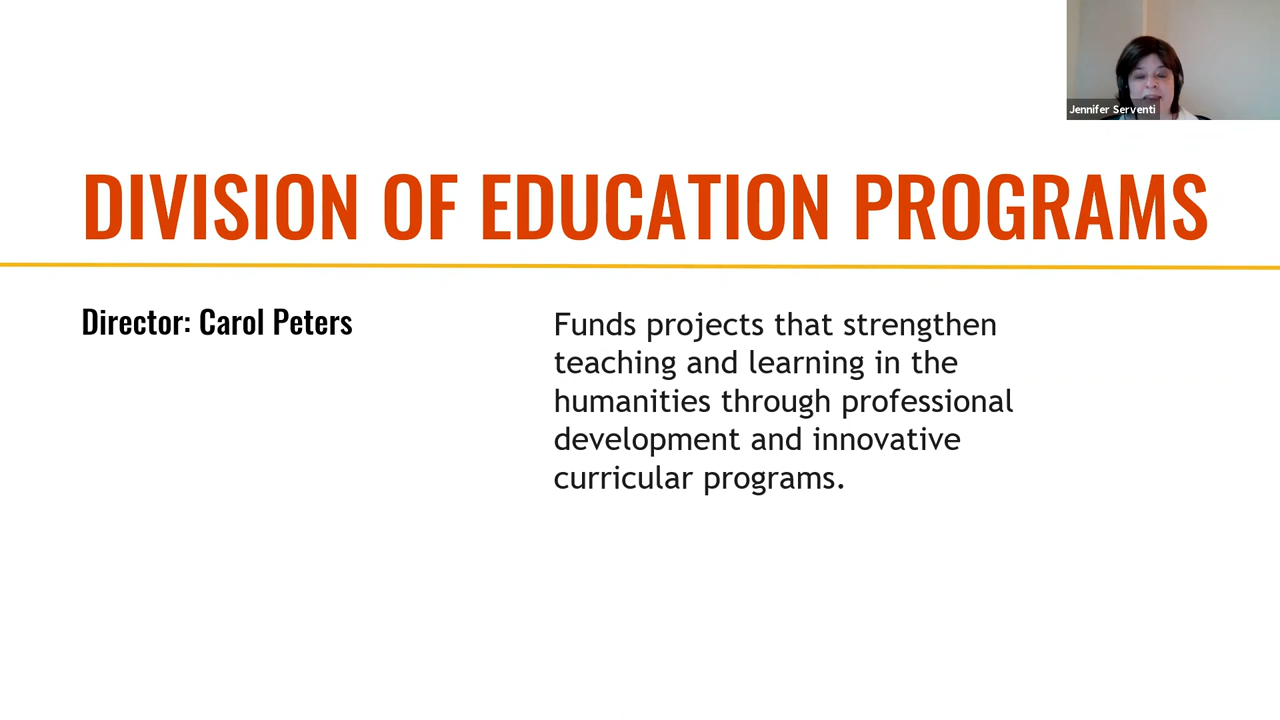 Jennifer Serventi
DIVISION OF EDUCATION PROGRAMS
Director: Carol Peters
Funds projects that strengthen
teaching and learning in the
humanities through professional
development and innovative
curricular programs.